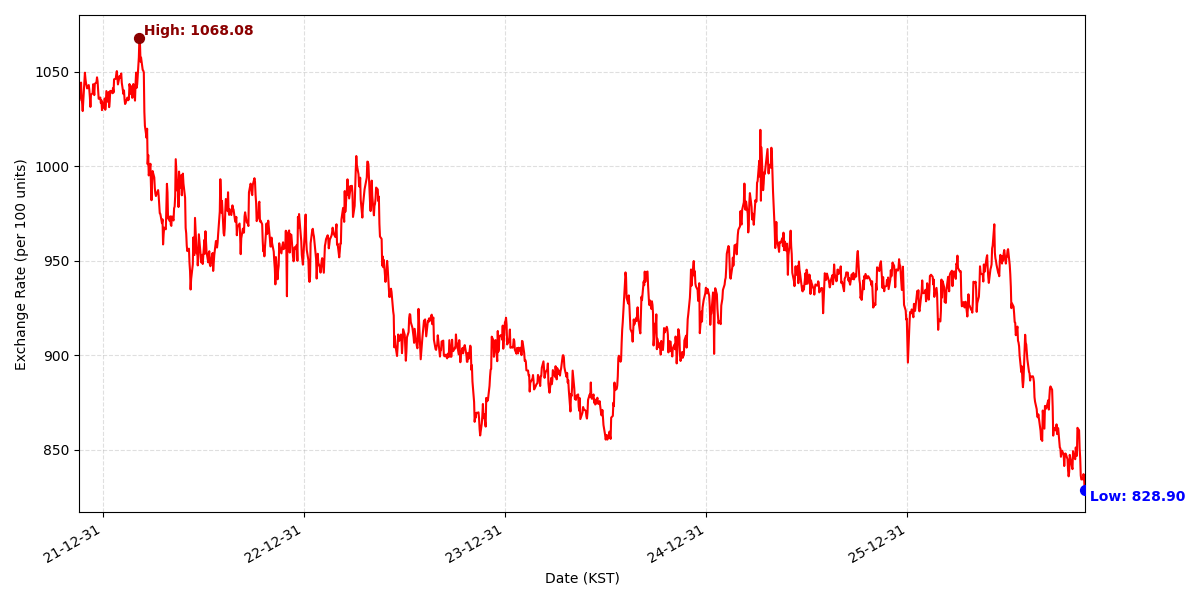 High: 1068.08
1050
1000
950
900
850
Exchange Rate (per 100 units)
Low: 828.90
21-12-31
22-12-31
23-12-31
24-12-31
25-12-31
Date (KST)